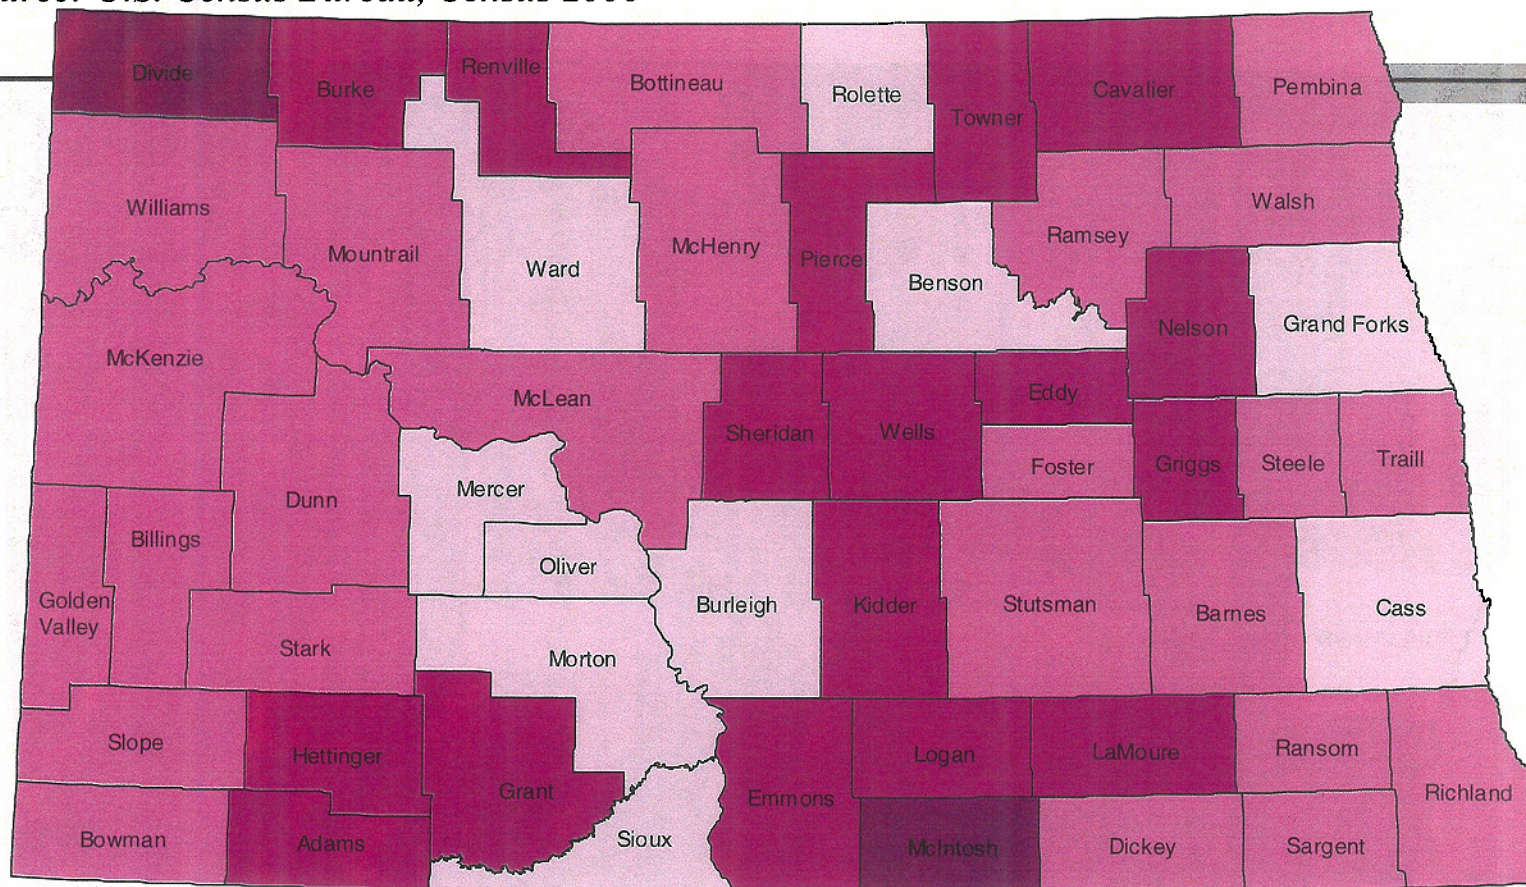 Divide
Burke
Renville
Bottineau
Rolette
Towner
Cavalier
Pembina
Williams
Mountrail
Ward
McHenry
Pierce
Benson
Ramsey
Walsh
Nelson
Grand Forks
McKenzie
McLean
Sheridan
Wells
Eddy
Foster
Griggs
Steele
Traill
Dunn
Mercer
Oliver
Billings
Golden
Valley
Stark
Morton
Burleigh
Kidder
Stutsman
Barnes
Cass
Slope
Hettinger
Grant
Emmons
Logan
LaMoure
Ransom
Richland
Bowman
Adams
Sioux
McIntosh
Dickey
Sargent